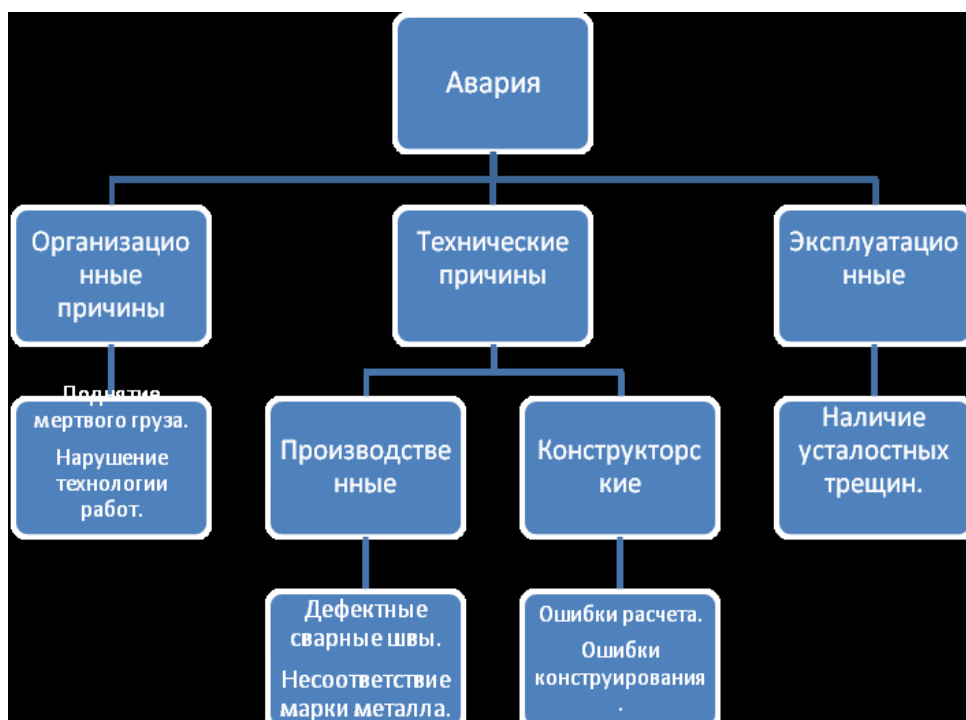 Авария
Организацио
нные
причины
Технические
причины
Эксплуатацио
нные
Поднятие
мертвого груза.
Нарушение
технологии
работ.
Производстве
нные
Конструкторс
кие
Наличие
усталостных
трещин.
Дефектные
сварные швы.
Несоответствие
марки металла.
Ошибки расчета.
Ошибки
конструирования
.